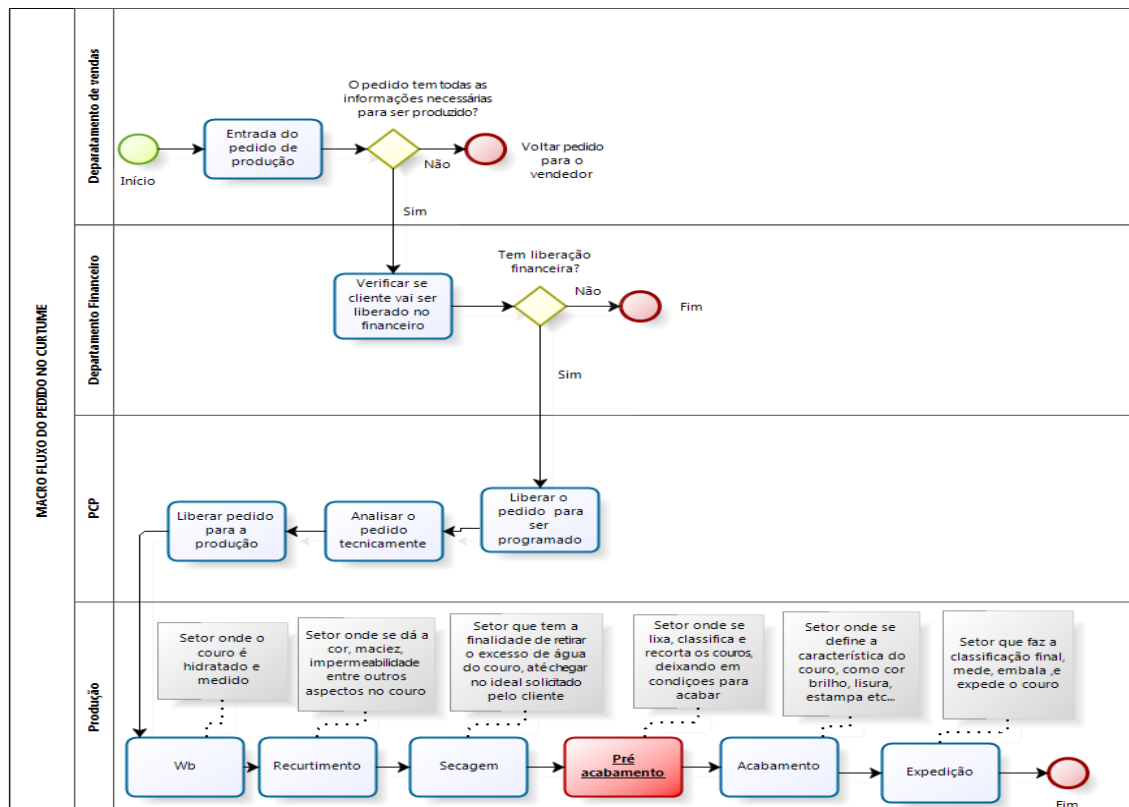 MACRO FLUXO DO PEDIDO NO CURTUME
Deparatamento de vendas
O pedido tem todas as
informações necessárias
para ser produzido?
Início
Entrada do
pedido de
produção
Não
Voltar pedido
para o
vendedor
Sim
Departamento Financeiro
Tem liberação
financeira?
Verificar se
cliente vai ser
liberado no
financeiro
Não
Fim
Sim
PCP
Liberar pedido
para a
produção
Analisar o
pedido
tecnicamente
Liberar o
pedido para
ser
programado
Produção
Setor onde o
couro é
hidratado e
medido
Setor onde se dá a
cor, maciez,
impermeabilidade
entre outros
aspectos no couro
Setor que tem a
finalidade de retirar
o excesso de água
do couro, até chegar
no ideal solicitado
pelo cliente
Setor onde se
lixa, classifica e
recorta os couros,
deixando em
condiçoes para
acabar
Setor onde se
define a
característica do
couro, como cor
brilho, lisura,
estampa etc...
Setor que faz a
classificação final,
mede, embala ,e
expede o couro
Wb
Recurtimento
Secagem
Pré
acabamento
Acabamento
Expedição
Fim